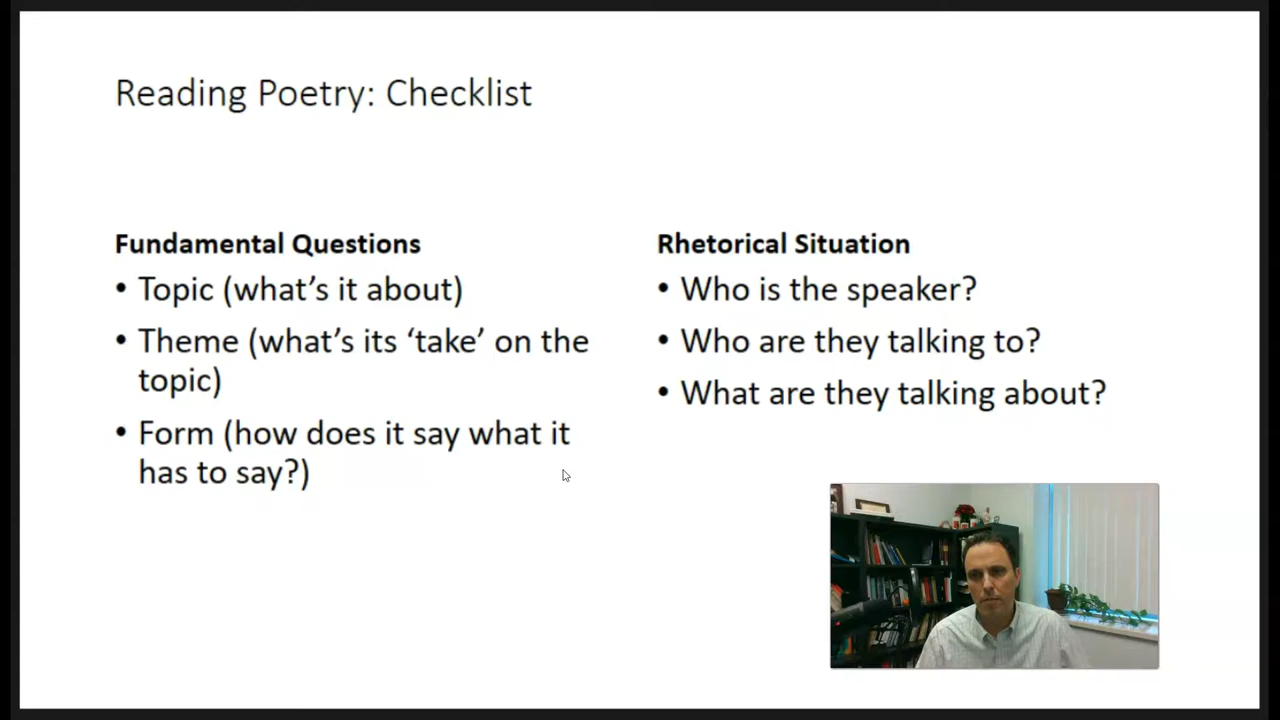 Reading Poetry: Checklist
Fundamental Questions
• Topic (what’s it about)
• Theme (what’s its ‘take’ on the
topic)
• Form (how does it say what it
has to say?)
Rhetorical Situation
• Who is the speaker?
• Who are they talking to?
• What are they talking about?